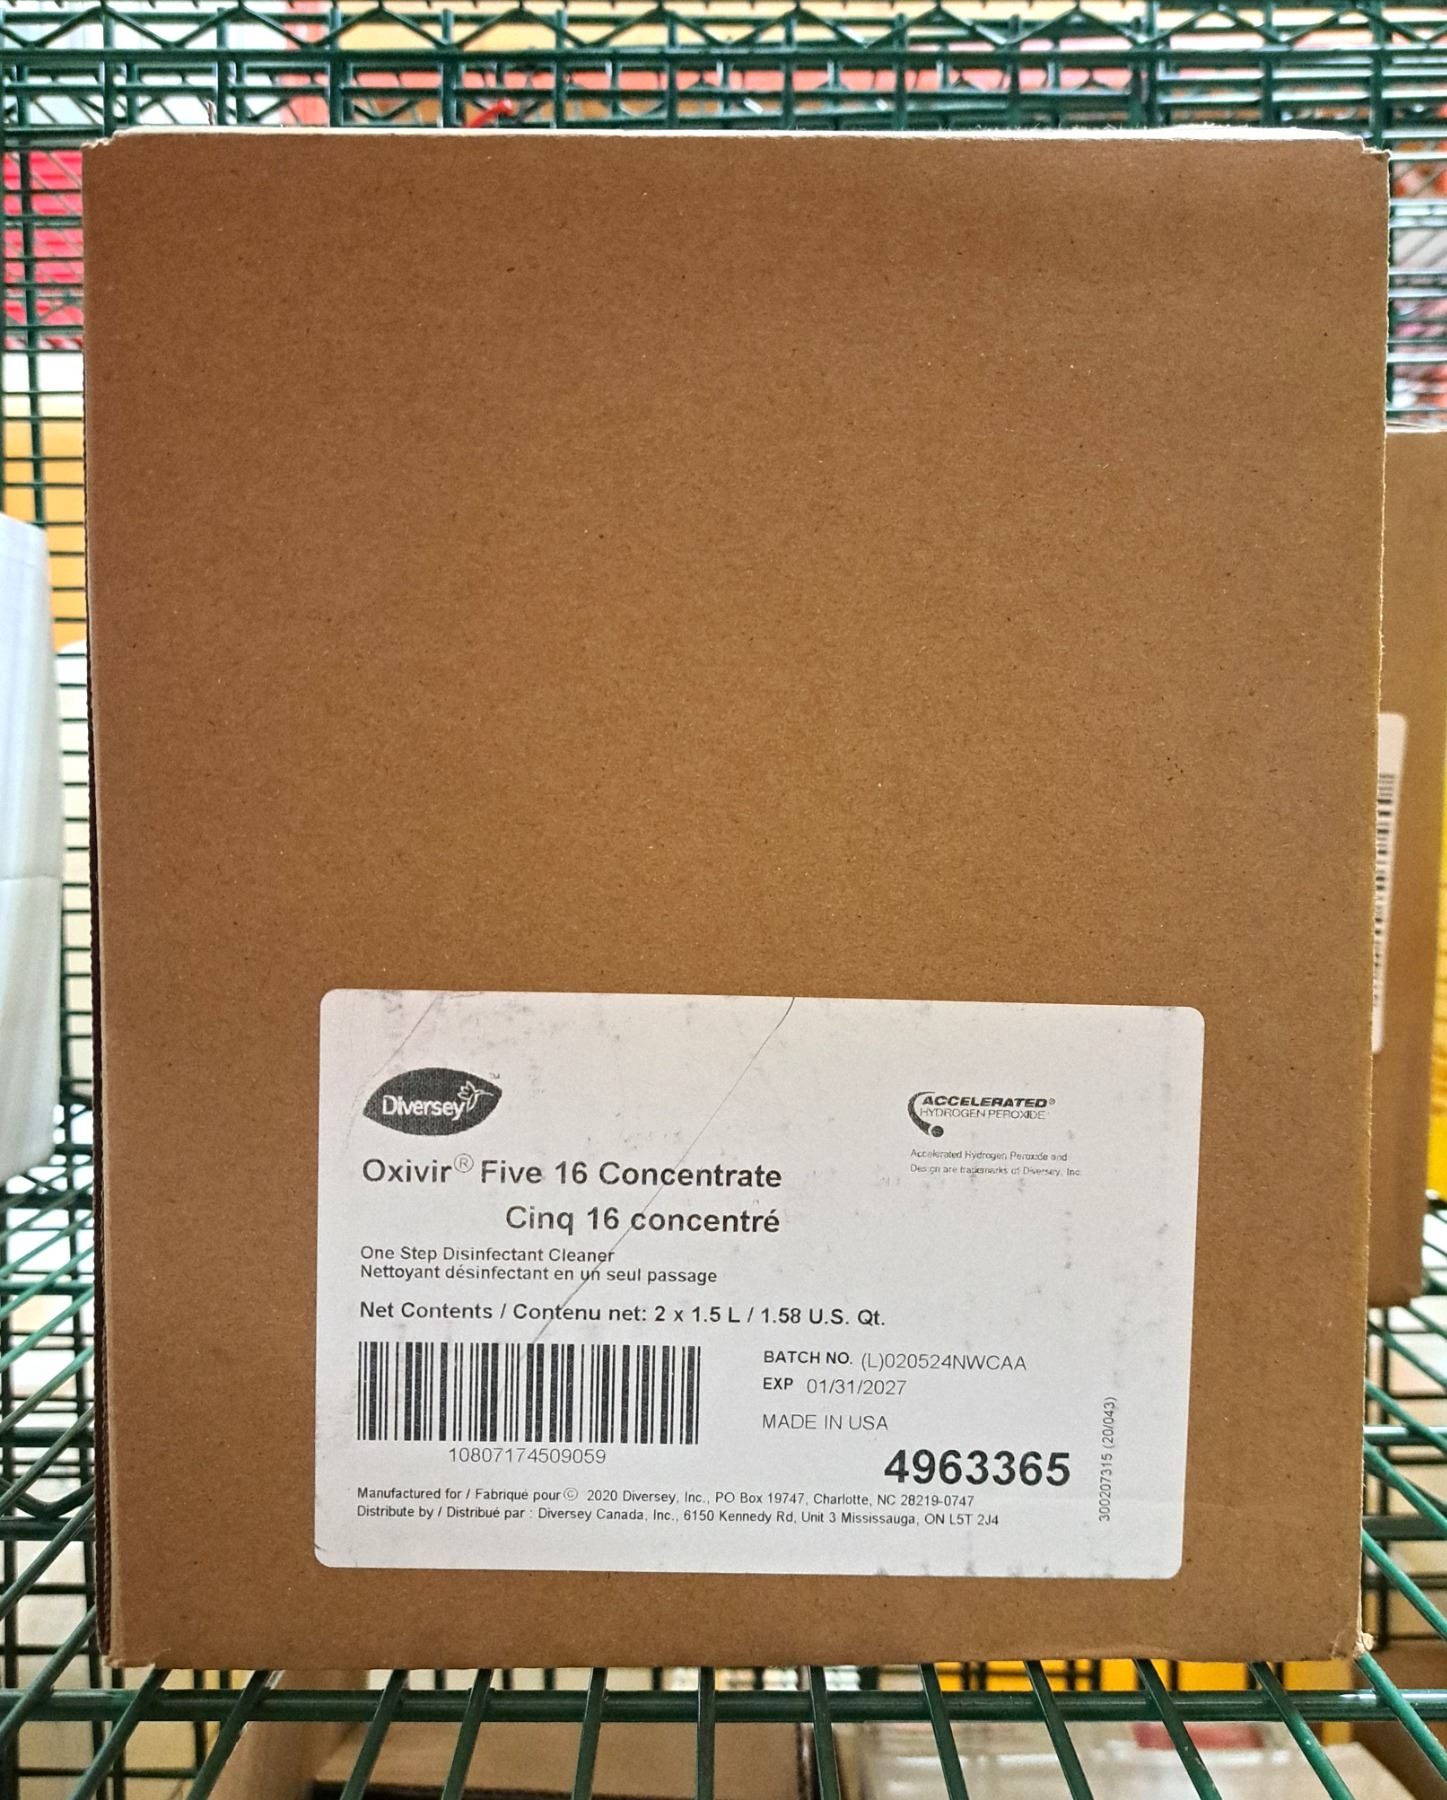 Diversey™
ACCELERATED®
HYDROGEN PEROXIDE
Accelerated Hydrogen Peroxide and
Design are trademarks of Diversey, Inc.
Oxivir® Five 16 Concentrate
Cinq 16 concentré
One Step Disinfectant Cleaner
Nettoyant désinfectant en un seul passage
Net Contents / Contenu net: 2 x 1.5 L / 1.58 U.S. Qt.
10807174509059
BATCH NO. (L)020524NWCAA
EXP 01/31/2027
MADE IN USA
4963365
Manufactured for / Fabriqué pour © 2020 Diversey, Inc., PO Box 19747, Charlotte, NC 28219-0747
Distribute by / Distribué par : Diversey Canada, Inc., 6150 Kennedy Rd, Unit 3 Mississauga, ON L5T 2J4
300207315 (20/043)